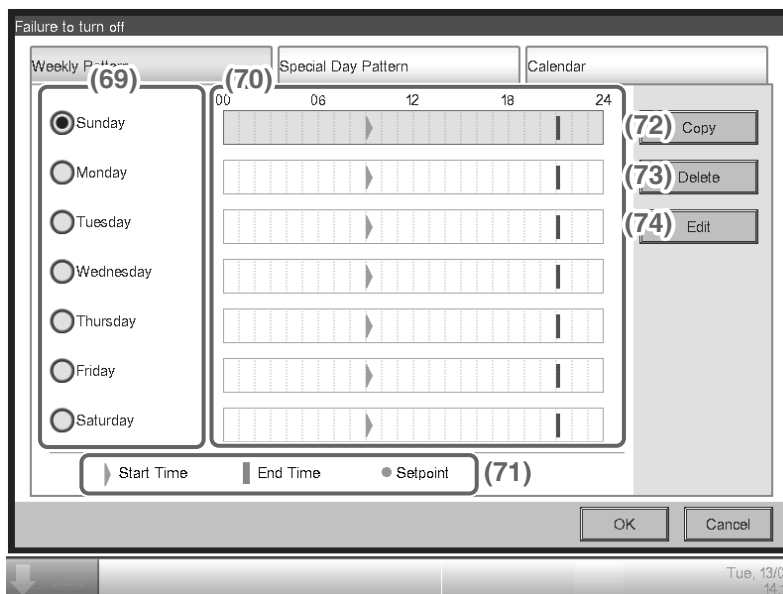 Failure to turn off
Weekly Pattern Special Day Pattern Calendar
(69) (70)
00 06 12 18 24
Sunday (72) Copy
Monday (73) Delete
Tuesday (74) Edit
Wednesday
Thursday
Friday
Saturday
Start Time End Time Setpoint (71)
OK Cancel
Tue, 13/0